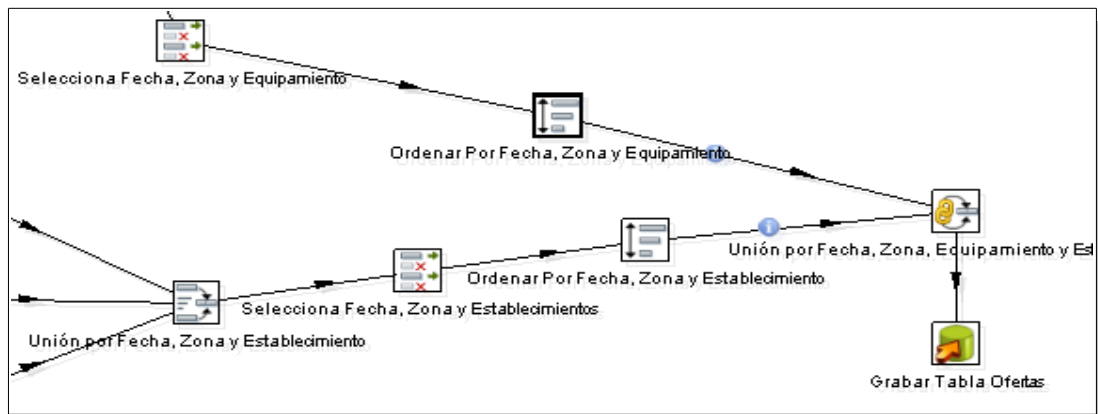 Selecciona Fecha, Zona y Equipamiento
Ordenar Por Fecha, Zona y Equipamiento
Unión por Fecha, Zona, Equipamiento y Est
Ordenar Por Fecha, Zona y Establecimiento
Selecciona Fecha, Zona y Establecimientos
Unión por Fecha, Zona y Establecimiento
Grabar Tabla Ofertas